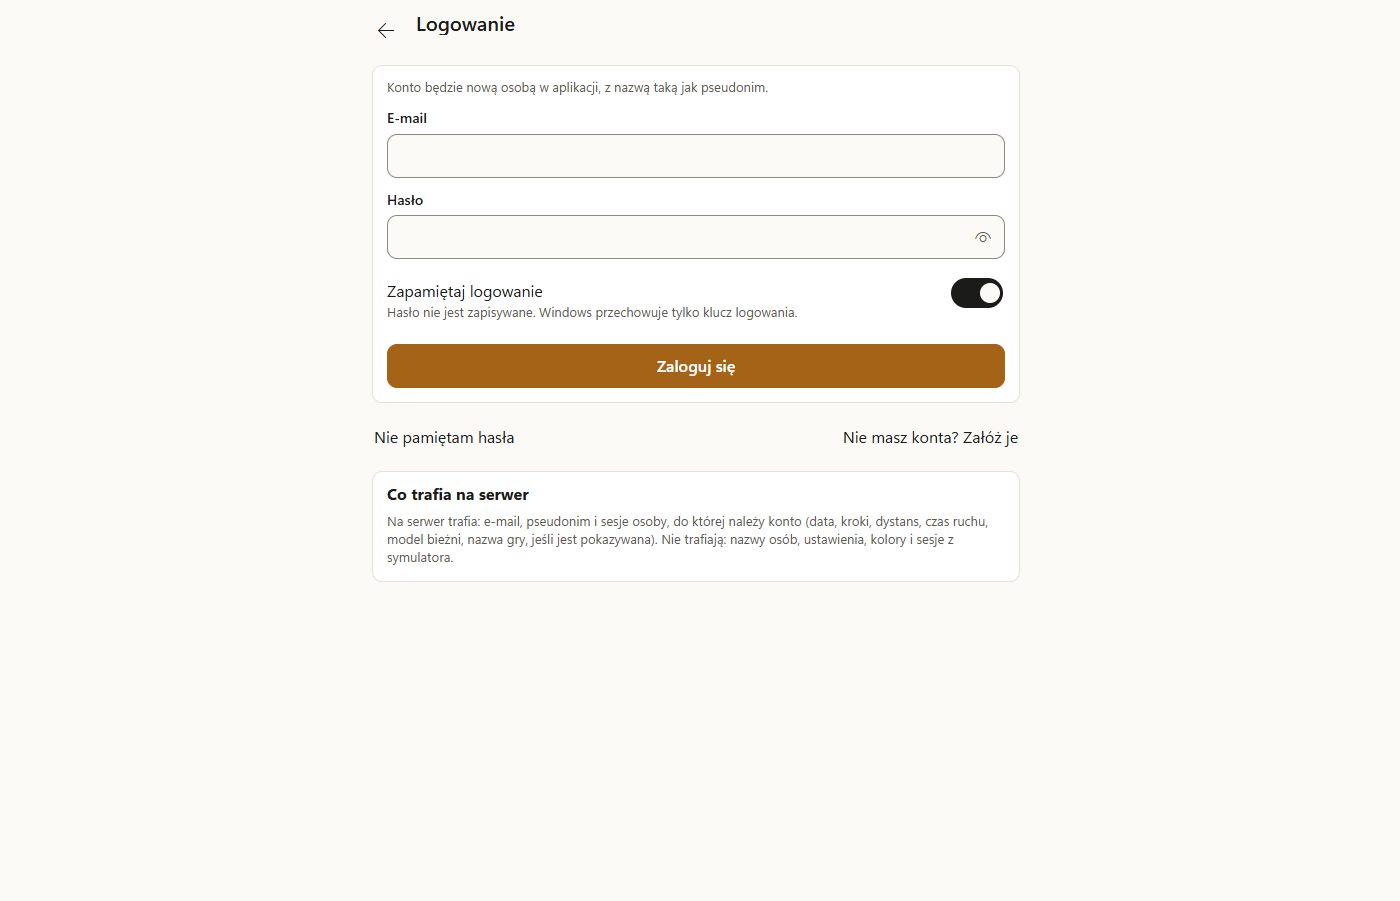 Logowanie
Konto będzie nową osobą w aplikacji, z nazwą taką jak pseudonim.
E-mail
Hasło
Zapamiętaj logowanie
Hasło nie jest zapisywane. Windows przechowuje tylko klucz logowania.
Zaloguj się
Nie pamiętam hasła
Nie masz konta? Załóż je
Co trafia na serwer
Na serwer trafia: e-mail, pseudonim i sesje osoby, do której należy konto (data, kroki, dystans, czas ruchu,
model bieżni, nazwa gry, jeśli jest pokazywana). Nie trafiają: nazwy osób, ustawienia, kolory i sesje z
symulatora.